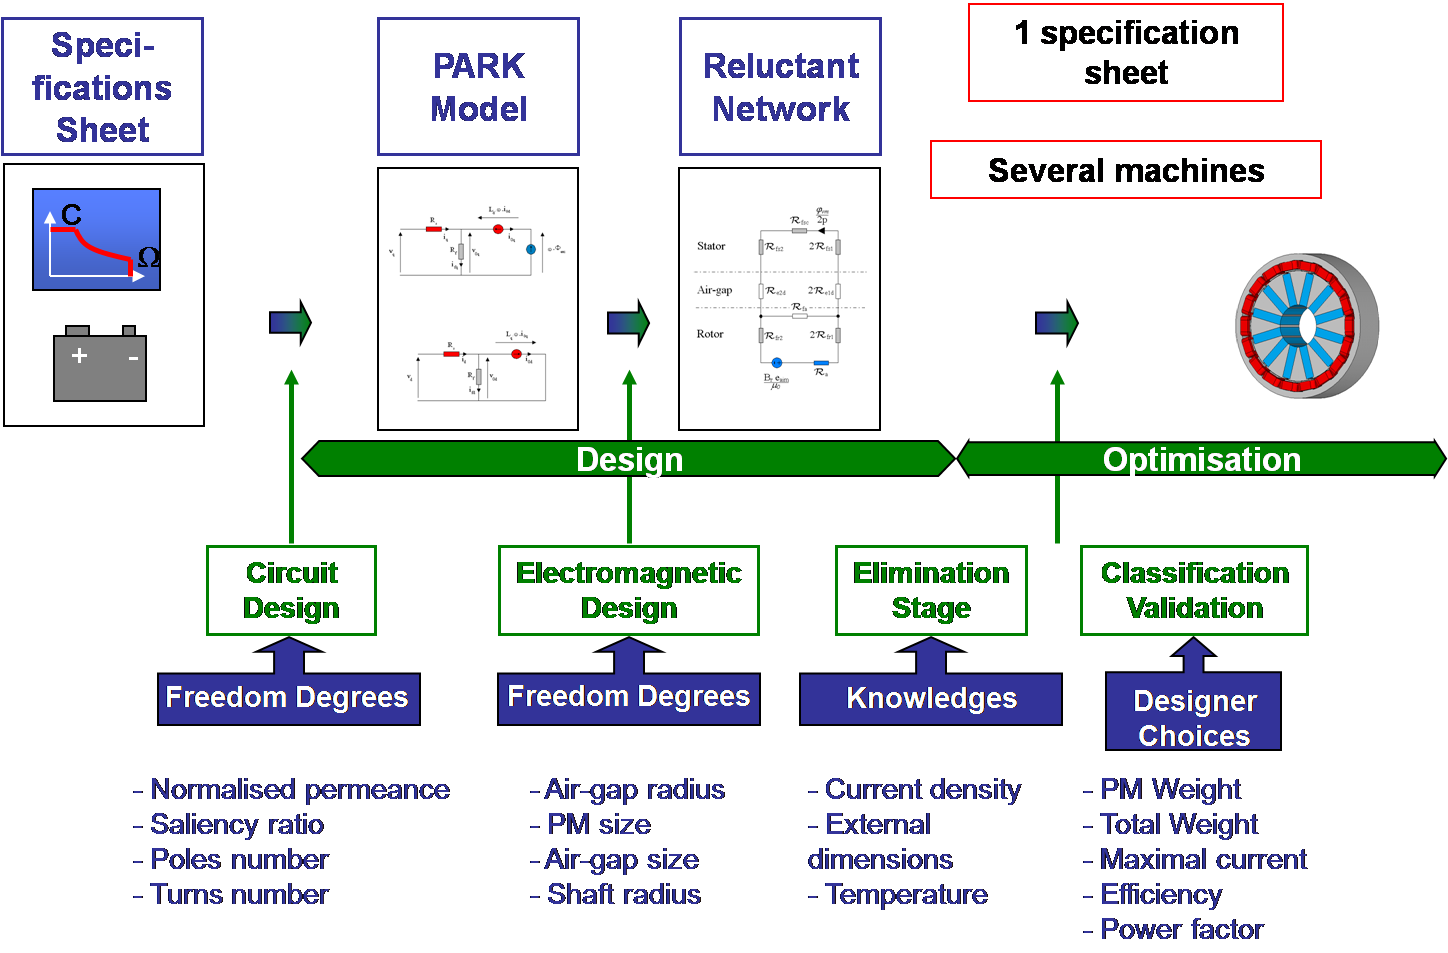 Speci-
fications
Sheet
PARK
Model
Reluctant
Network
1 specification
sheet
Several machines
C
Ω
+ -
Stator
Air-gap
Rotor
Design
Optimisation
Circuit
Design
Electromagnetic
Design
Elimination
Stage
Classification
Validation
Freedom Degrees
Freedom Degrees
Knowledges
Designer
Choices
- Normalised permeance
- Saliency ratio
- Poles number
- Turns number
- Air-gap radius
- PM size
- Air-gap size
- Shaft radius
- Current density
- External
dimensions
- Temperature
- PM Weight
- Total Weight
- Maximal current
- Efficiency
- Power factor